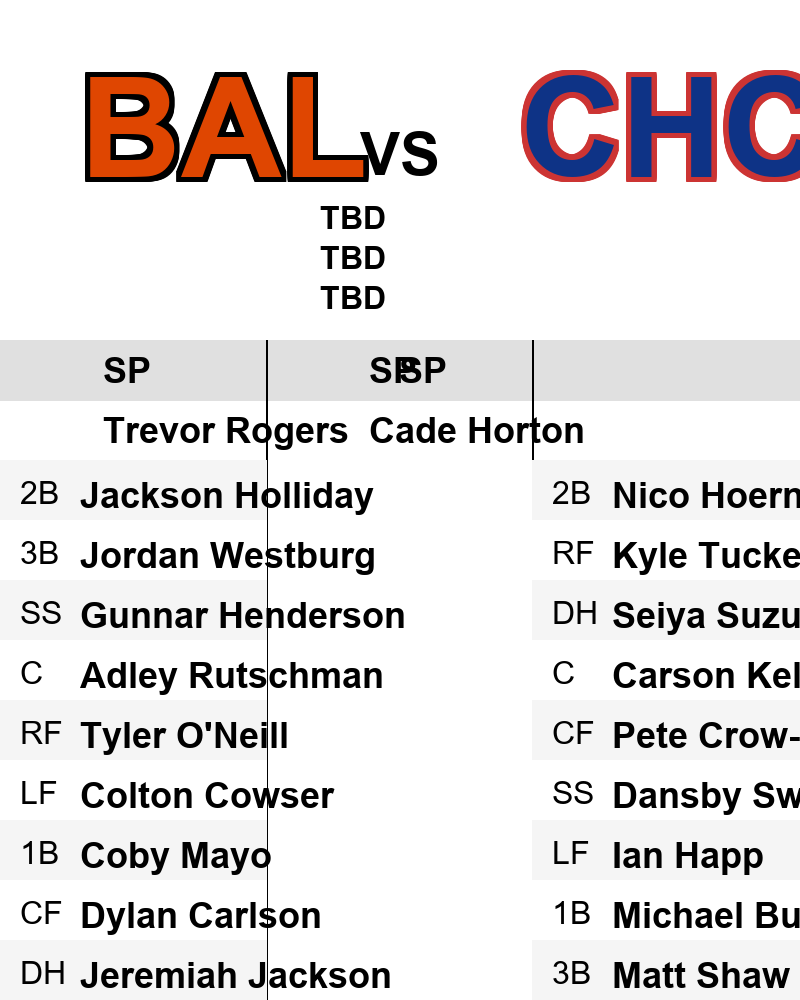 BAL VS CHC
TBD
TBD
TBD
SP SP SP
Trevor Rogers Cade Horton
2B Jackson Holliday 2B Nico Hoern
3B Jordan Westburg RF Kyle Tucke
SS Gunnar Henderson DH Seiya Suzu
C Adley Rutschman C Carson Kel
RF Tyler O'Neill CF Pete Crow-
LF Colton Cowser SS Dansby Sw
1B Coby Mayo LF Ian Happ
CF Dylan Carlson 1B Michael Bu
DH Jeremiah Jackson 3B Matt Shaw